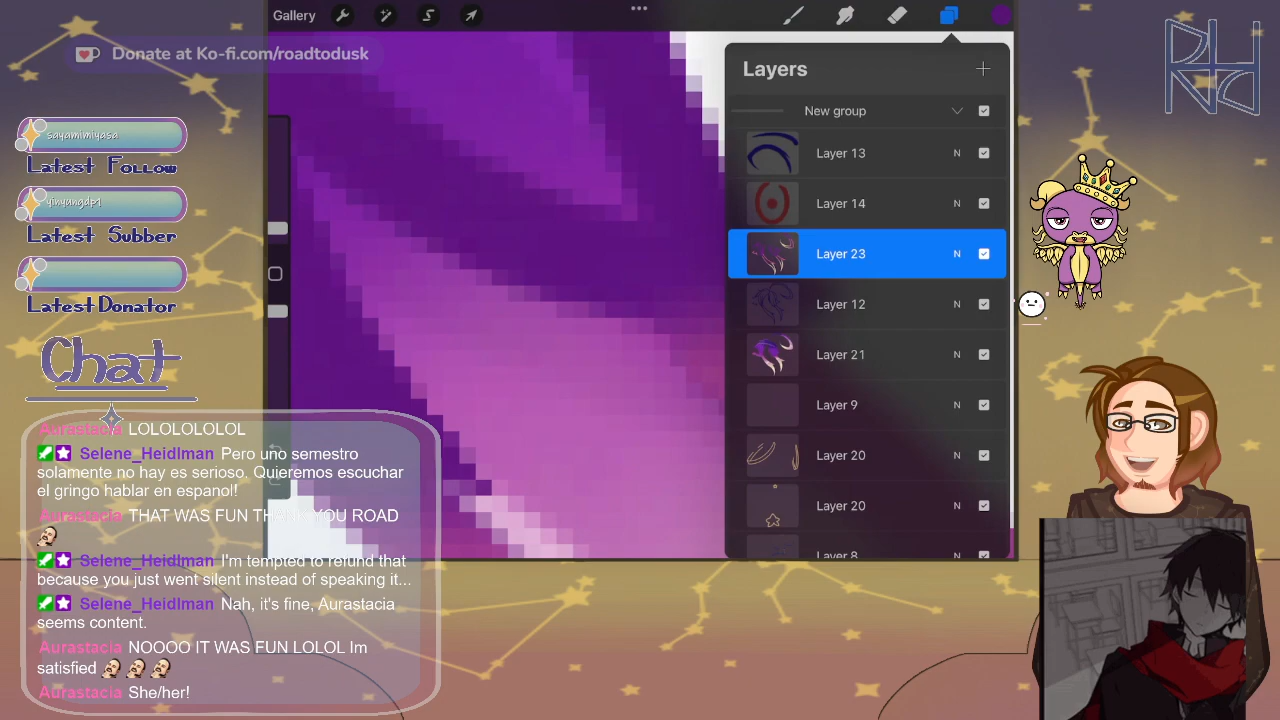 Gallery
Donate at Ko-fi.com/roadtodusk
Layers
New group
Layer 13 N
Layer 14 N
Layer 23 N
Layer 12 N
Layer 21 N
Layer 9 N
Layer 20 N
Layer 20 N
Layer 8 N
sayamimiyasa
Latest Follow
yinyangdp1
Latest Subber
Latest Donator
Chat
Aurastacia LOLOLOLOLOL
Selene_Heidlman Pero uno semestro
solamente no hay es serioso. Quieremos escuchar
el gringo hablar en espanol!
Aurastacia THAT WAS FUN THANK YOU ROAD
Selene_Heidlman I'm tempted to refund that
because you just went silent instead of speaking it...
Selene_Heidlman Nah, it's fine, Aurastacia
seems content.
Aurastacia NOOOO IT WAS FUN LOLOL Im
satisfied
Aurastacia She/her!